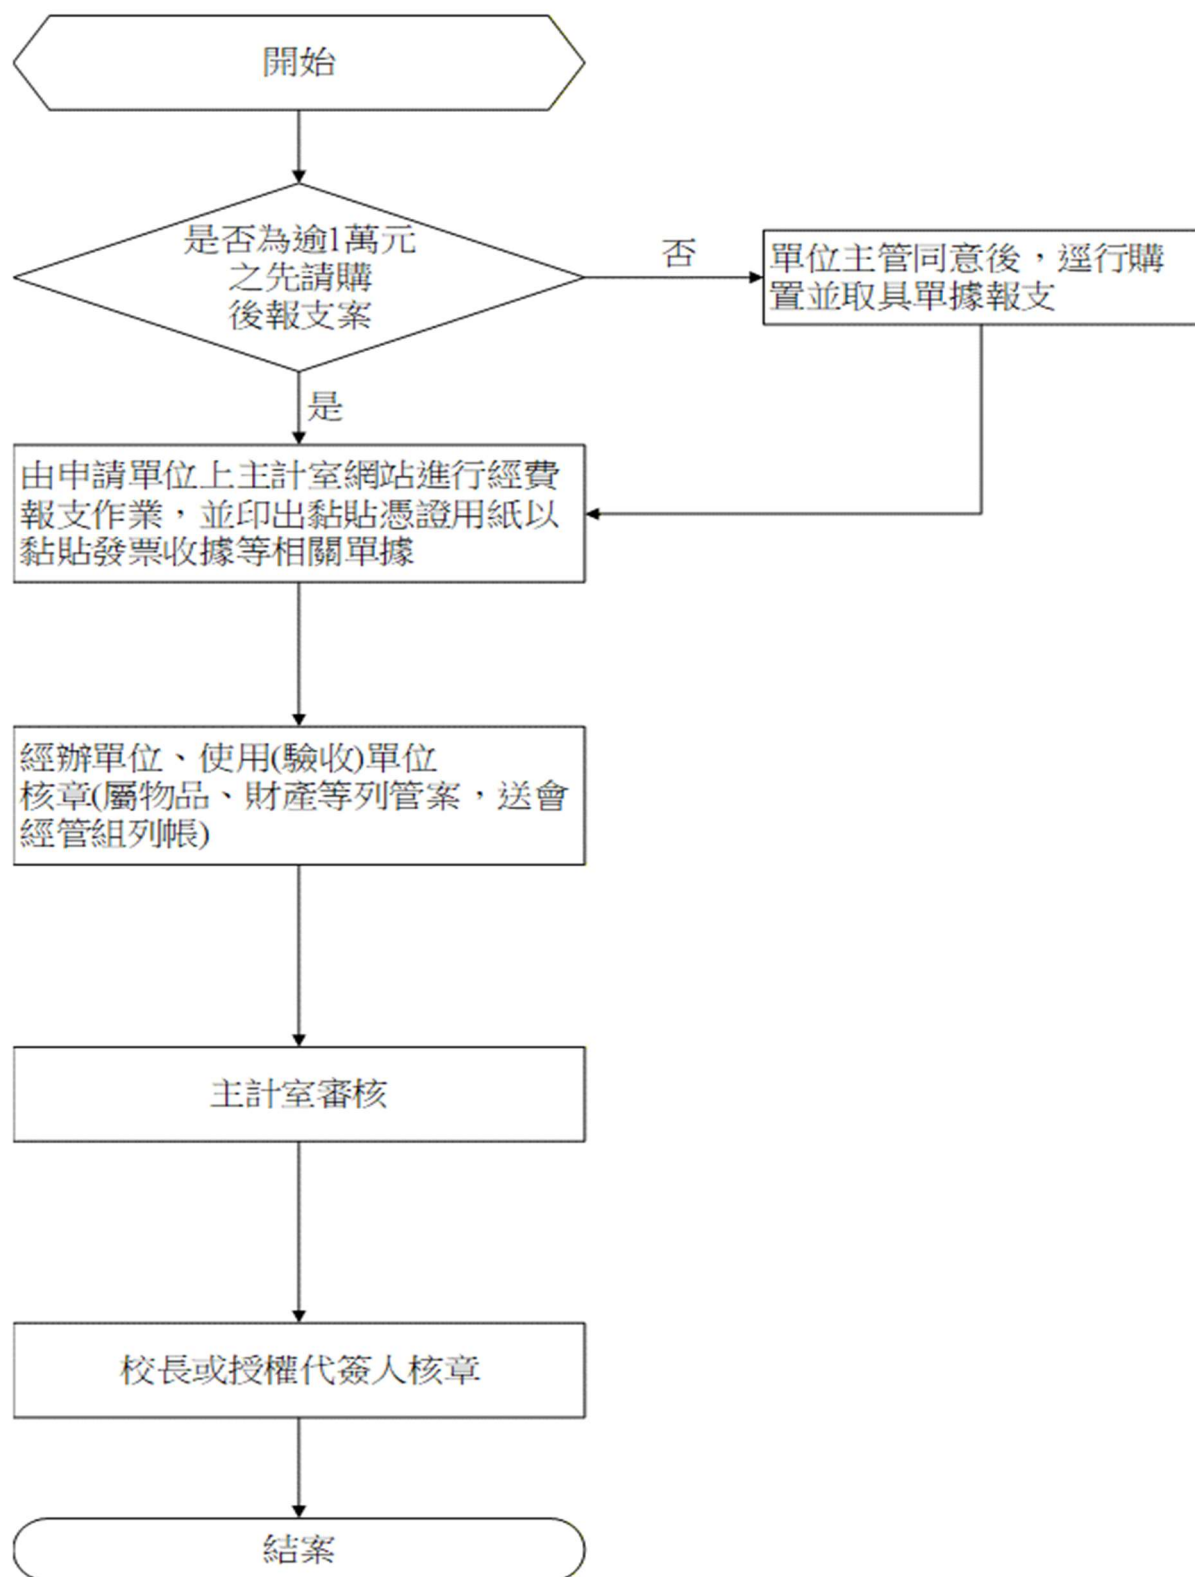 開始
是否為逾1萬元
之先請購
後報支案
否
單位主管同意後，逕行購
置並取具單據報支
是
由申請單位上主計室網站進行經費
報支作業，並印出黏貼憑證用紙以
黏貼發票收據等相關單據
經辦單位、使用(驗收)單位
核章(屬物品、財產等列管案，送會
經管組列帳)
主計室審核
校長或授權代簽人核章
結案